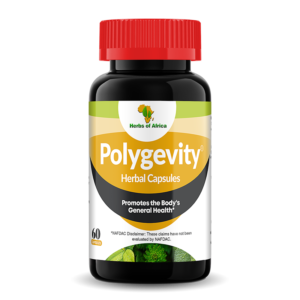 Herbs of Africa
Polygevity
Herbal Capsules
Promotes the Body's
General Health*
60
*NAFDAC Disclaimer: These claims have not been
evaluated by NAFDAC.